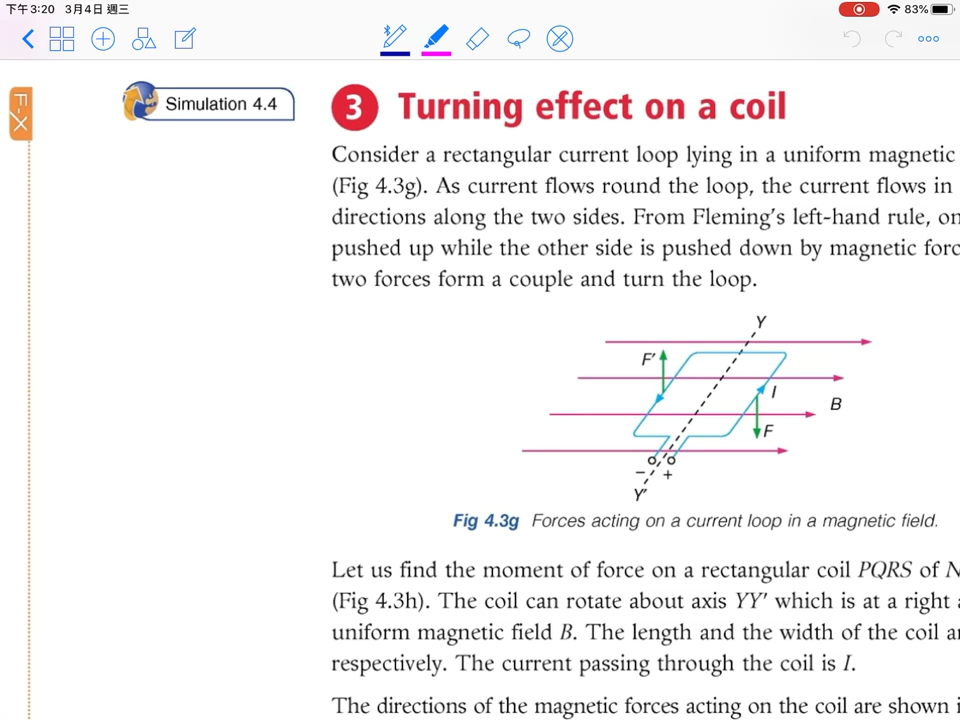 下午3:20 3月4日 週三
83%
F-X
Simulation 4.4
3 Turning effect on a coil
Consider a rectangular current loop lying in a uniform magnetic
(Fig 4.3g). As current flows round the loop, the current flows in
directions along the two sides. From Fleming's left-hand rule, on
pushed up while the other side is pushed down by magnetic forc
two forces form a couple and turn the loop.
Y
F'
I
B
F
− +
Y'
Fig 4.3g Forces acting on a current loop in a magnetic field.
Let us find the moment of force on a rectangular coil PQRS of N
(Fig 4.3h). The coil can rotate about axis YY' which is at a right a
uniform magnetic field B. The length and the width of the coil ar
respectively. The current passing through the coil is I.
The directions of the magnetic forces acting on the coil are shown i